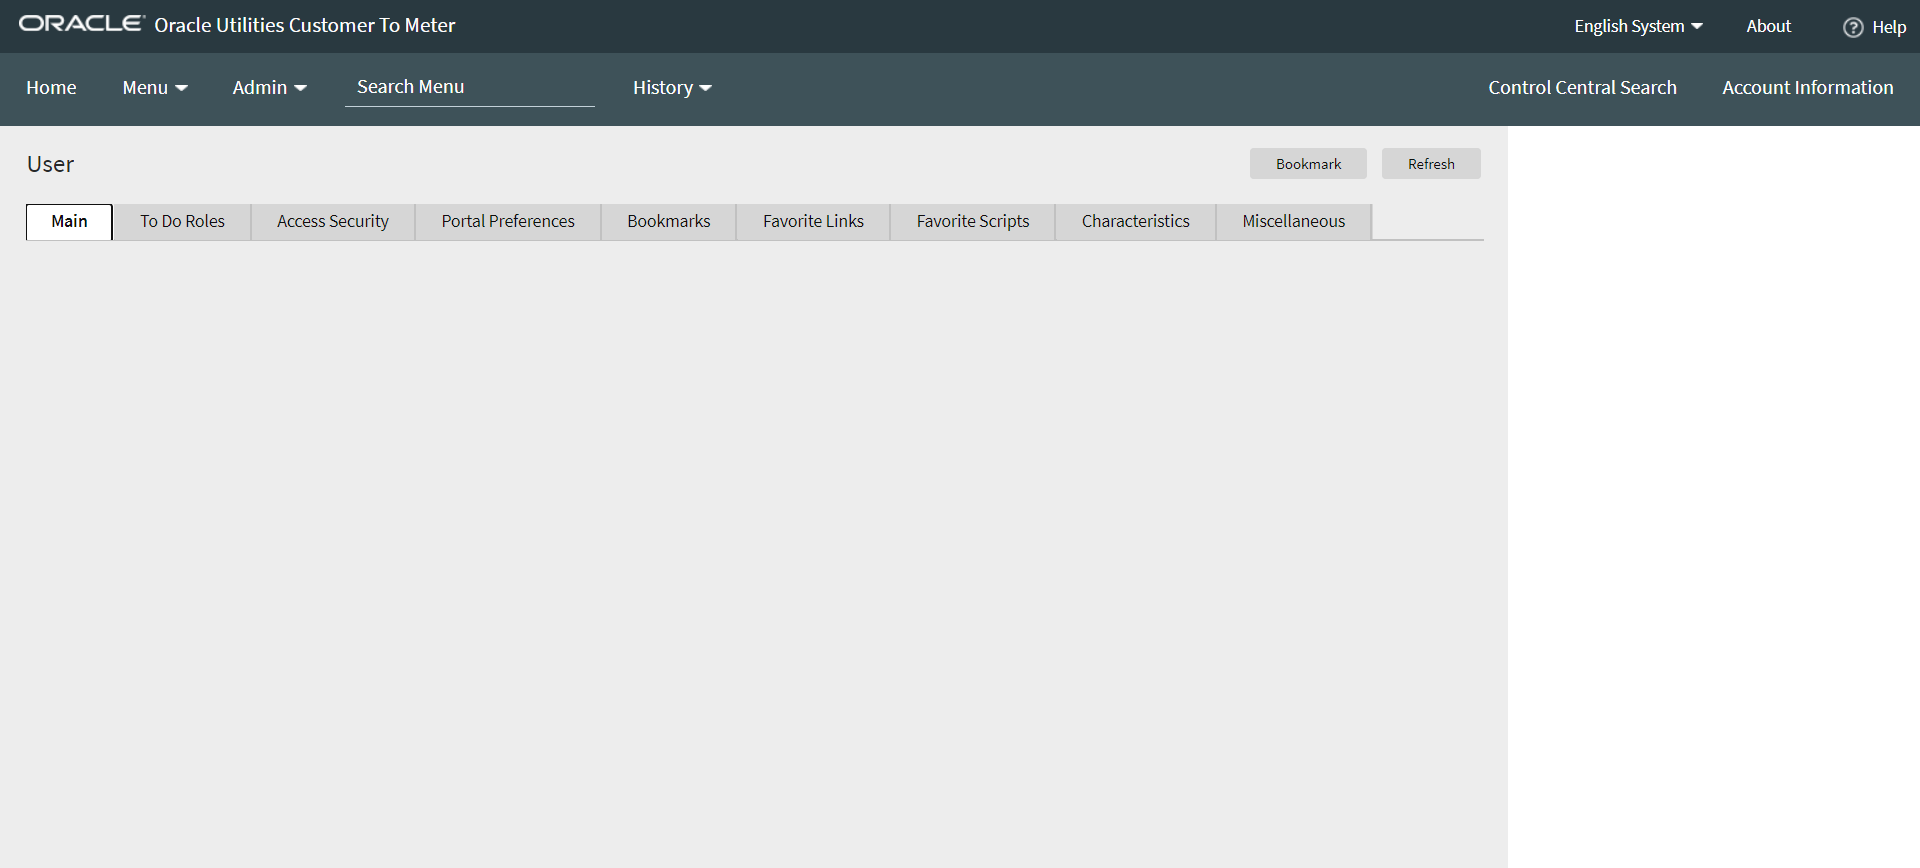 ORACLE Oracle Utilities Customer To Meter English System About ? Help
Home Menu Admin Search Menu History Control Central Search Account Information
User Bookmark Refresh
Main To Do Roles Access Security Portal Preferences Bookmarks Favorite Links Favorite Scripts Characteristics Miscellaneous